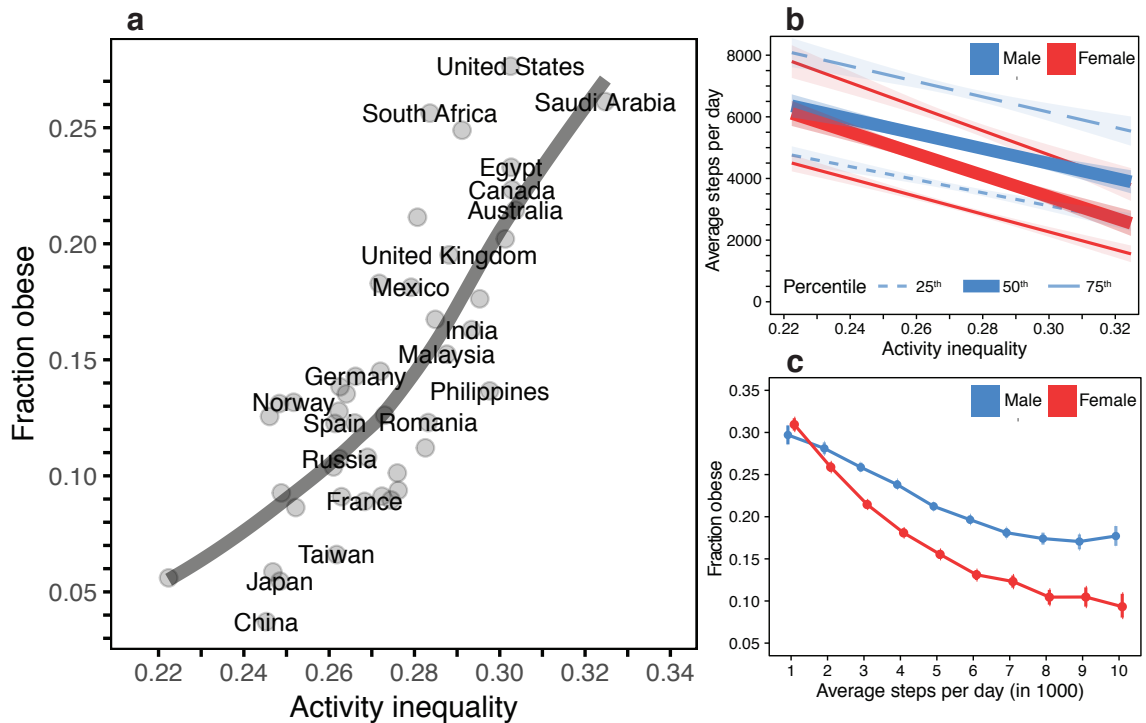 a
Fraction obese
0.25
0.20
0.15
0.10
0.05
United States
Saudi Arabia
South Africa
Egypt
Canada
Australia
United Kingdom
Mexico
India
Malaysia
Germany
Philippines
Norway
Spain
Romania
Russia
France
Taiwan
Japan
China
0.22 0.24 0.26 0.28 0.30 0.32 0.34
Activity inequality
b
Average steps per day
8000
6000
4000
2000
0
Male Female
Percentile 25th 50th 75th
0.22 0.24 0.26 0.28 0.30 0.32
Activity inequality
c
Fraction obese
0.35
0.30
0.25
0.20
0.15
0.10
0.05
Male Female
1 2 3 4 5 6 7 8 9 10
Average steps per day (in 1000)